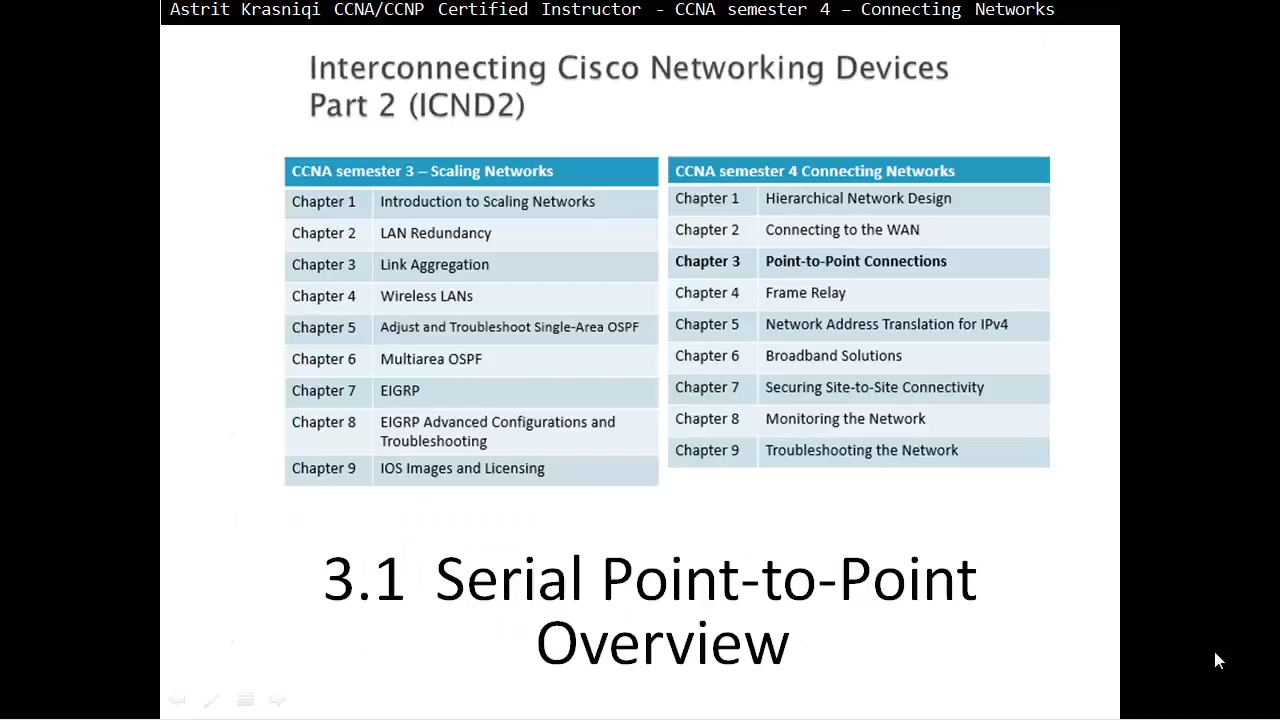 Astrit Krasniqi CCNA/CCNP Certified Instructor - CCNA semester 4 – Connecting Networks
Interconnecting Cisco Networking Devices
Part 2 (ICND2)
CCNA semester 3 – Scaling Networks
Chapter 1 Introduction to Scaling Networks
Chapter 2 LAN Redundancy
Chapter 3 Link Aggregation
Chapter 4 Wireless LANs
Chapter 5 Adjust and Troubleshoot Single-Area OSPF
Chapter 6 Multiarea OSPF
Chapter 7 EIGRP
Chapter 8 EIGRP Advanced Configurations and
Troubleshooting
Chapter 9 IOS Images and Licensing
CCNA semester 4 Connecting Networks
Chapter 1 Hierarchical Network Design
Chapter 2 Connecting to the WAN
Chapter 3 Point-to-Point Connections
Chapter 4 Frame Relay
Chapter 5 Network Address Translation for IPv4
Chapter 6 Broadband Solutions
Chapter 7 Securing Site-to-Site Connectivity
Chapter 8 Monitoring the Network
Chapter 9 Troubleshooting the Network
3.1 Serial Point-to-Point
Overview